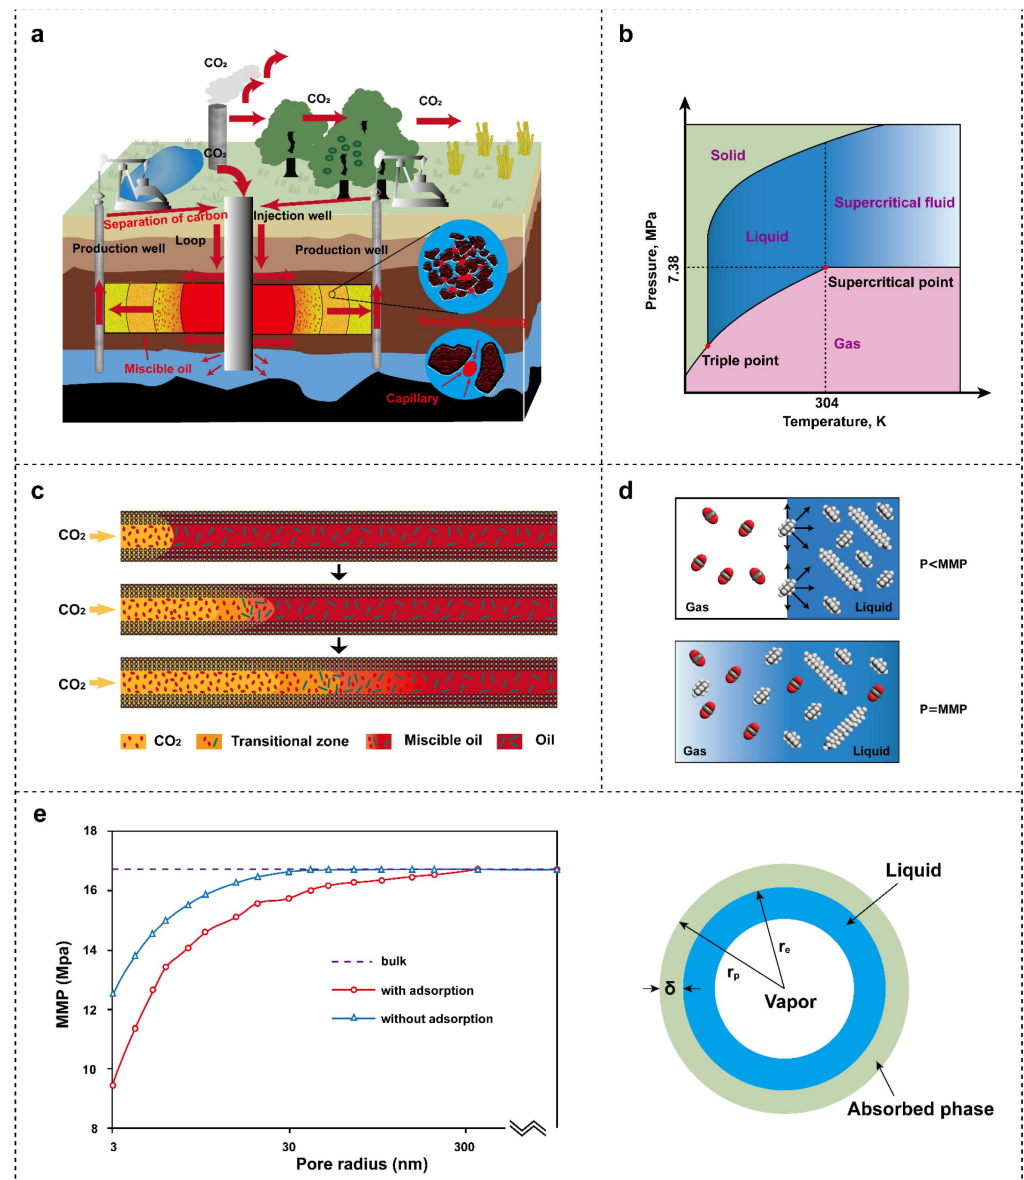 a
CO₂
CO₂
CO₂
CO₂
Separation of carbon
Injection well
Production well
Loop
Production well
Residual Trapping
Miscible oil
Capillary
b
Solid
Supercritical fluid
Liquid
Pressure, MPa
7.38
Supercritical point
Gas
Triple point
304
Temperature, K
c
CO₂
CO₂
CO₂
CO₂
Transitional zone
Miscible oil
Oil
d
P<MMP
Gas
Liquid
P=MMP
Gas
Liquid
e
18
16
14
12
10
8
MMP (Mpa)
bulk
with adsorption
without adsorption
3
30
300
Pore radius (nm)
Liquid
rₑ
rₚ
δ
Vapor
Absorbed phase